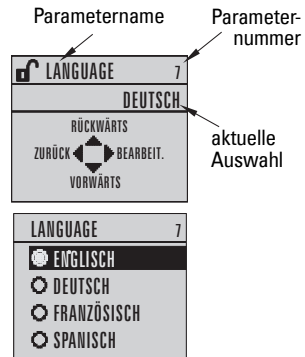 Parametername
Parameter-
nummer
LANGUAGE 7
DEUTSCH
aktuelle
Auswahl
RÜCKWÄRTS
ZURÜCK BEARBEIT.
VORWÄRTS
LANGUAGE 7
ENGLISCH
DEUTSCH
FRANZÖSISCH
SPANISCH